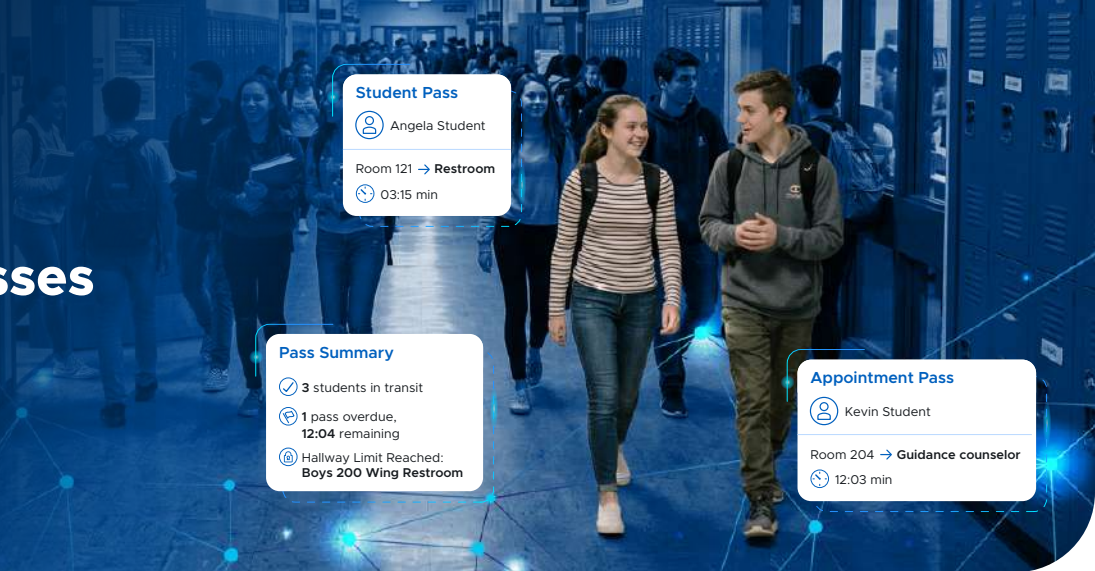 Student Pass
Angela Student
Room 121 → Restroom
03:15 min
sses
Pass Summary
3 students in transit
1 pass overdue,
12:04 remaining
Hallway Limit Reached:
Boys 200 Wing Restroom
Appointment Pass
Kevin Student
Room 204 → Guidance counselor
12:03 min